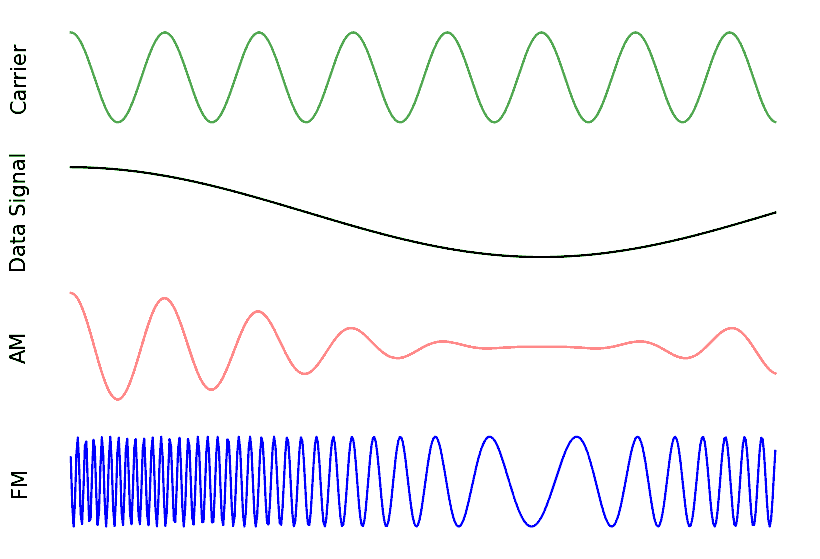 Carrier
Data Signal
AM
FM